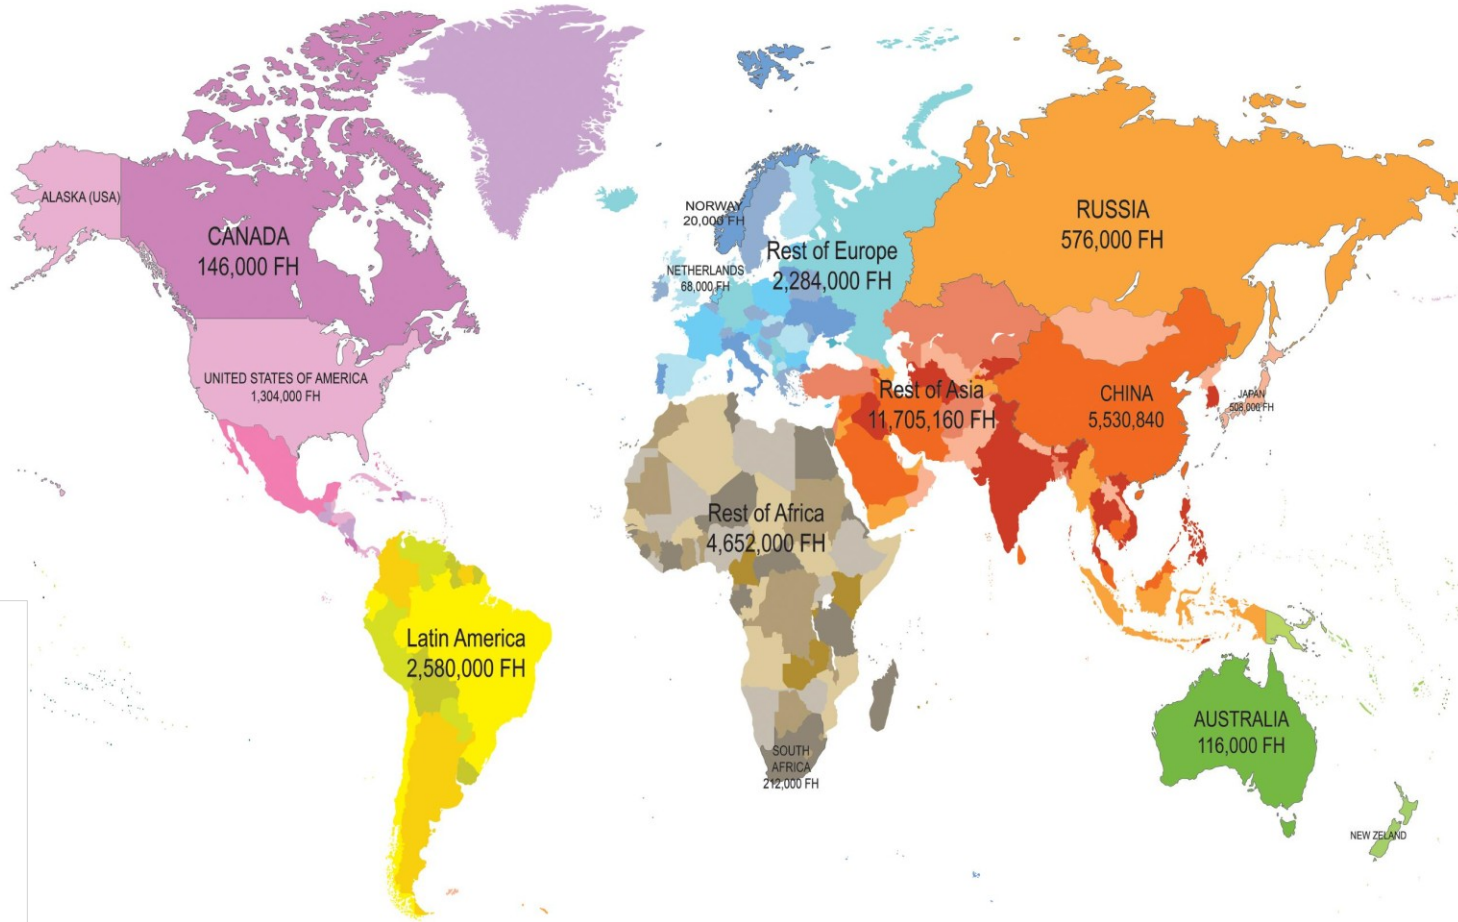 ALASKA (USA)
CANADA
146,000 FH
UNITED STATES OF AMERICA
1,304,000 FH
Latin America
2,580,000 FH
NORWAY
20,000 FH
NETHERLANDS
68,000 FH
Rest of Europe
2,284,000 FH
RUSSIA
576,000 FH
Rest of Asia
11,705,160 FH
CHINA
5,530,840
JAPAN
508,000 FH
Rest of Africa
4,652,000 FH
SOUTH
AFRICA
212,000 FH
AUSTRALIA
116,000 FH
NEW ZELAND